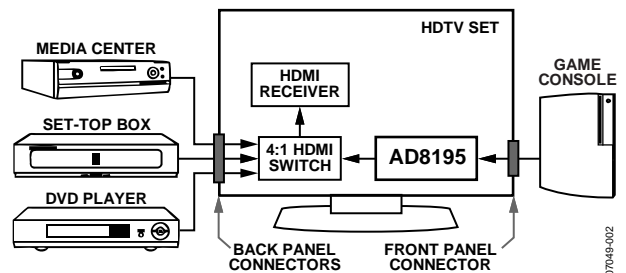 HDTV SET
MEDIA CENTER
HDMI
RECEIVER
GAME
CONSOLE
SET-TOP BOX
4:1 HDMI
SWITCH
AD8195
DVD PLAYER
BACK PANEL
CONNECTORS
FRONT PANEL
CONNECTOR
07049-002